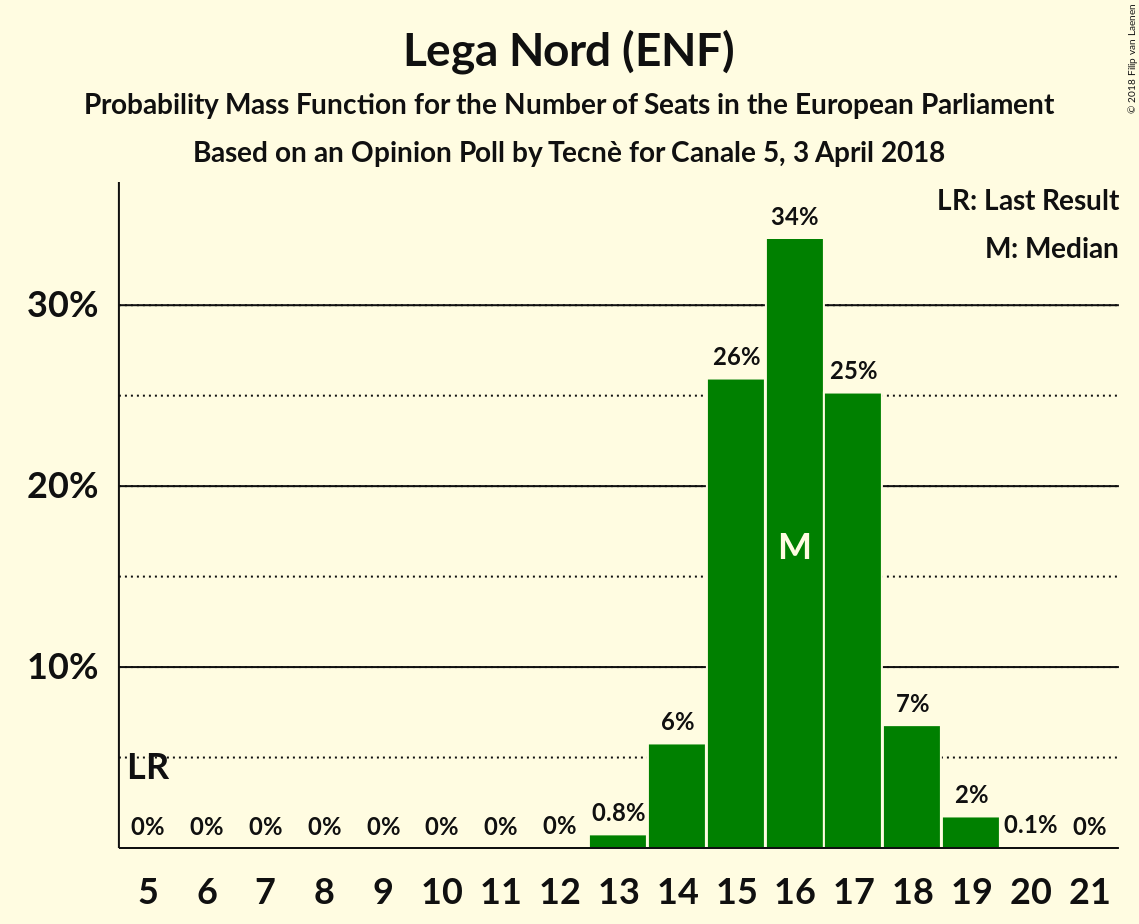 Lega Nord (ENF)
Probability Mass Function for the Number of Seats in the European Parliament
Based on an Opinion Poll by Tecnè for Canale 5, 3 April 2018
© 2018 Filip van Laenen
LR: Last Result
M: Median
34%
30%
26%
25%
20%
M
10%
7%
6%
LR
2%
0.8%
0% 0% 0% 0% 0% 0% 0% 0% 0.1% 0%
5 6 7 8 9 10 11 12 13 14 15 16 17 18 19 20 21